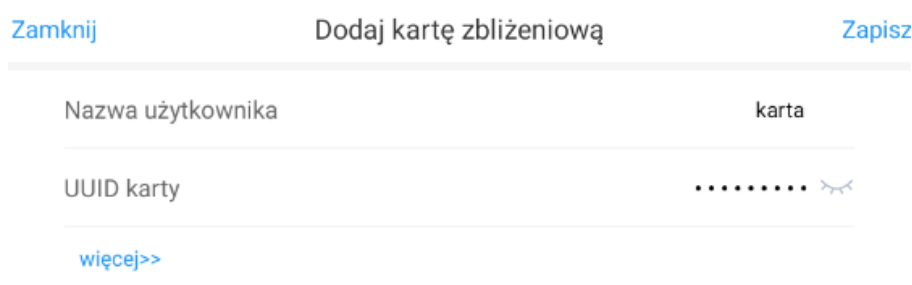 Zamknij Dodaj kartę zbliżeniową Zapisz
Nazwa użytkownika karta
UUID karty •••••••••
więcej>>